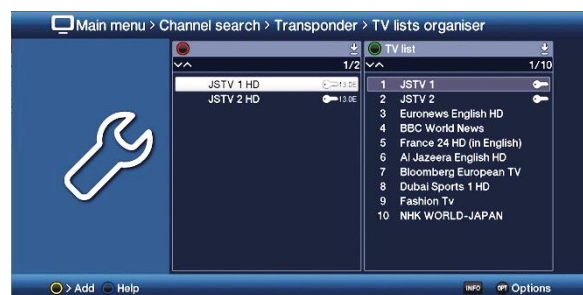 Main menu > Channel search > Transponder > TV lists organiser
TV list
1/2
1/10
JSTV 1 HD 13.0E
JSTV 2 HD 13.0E
1 JSTV 1
2 JSTV 2
3 Euronews English HD
4 BBC World News
5 France 24 HD (in English)
6 Al Jazeera English HD
7 Bloomberg European TV
8 Dubai Sports 1 HD
9 Fashion Tv
10 NHK WORLD-JAPAN
> Add Help
INFO OPT Options